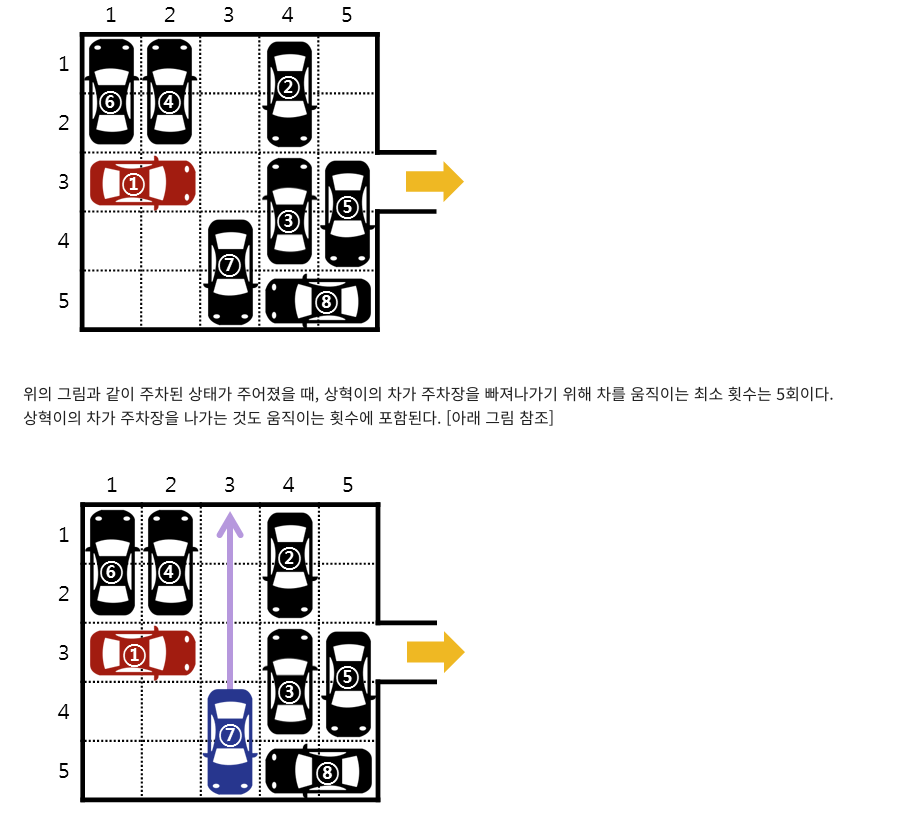 1 2 3 4 5
1
⑥ ④ ②
2
3
① ③ ⑤
4
⑦
5
⑧
위의 그림과 같이 주차된 상태가 주어졌을 때, 상혁이의 차가 주차장을 빠져나가기 위해 차를 움직이는 최소 횟수는 5회이다.
상혁이의 차가 주차장을 나가는 것도 움직이는 횟수에 포함된다. [아래 그림 참조]
1 2 3 4 5
1
⑥ ④ ②
2
3
① ③ ⑤
4
⑦
5
⑧